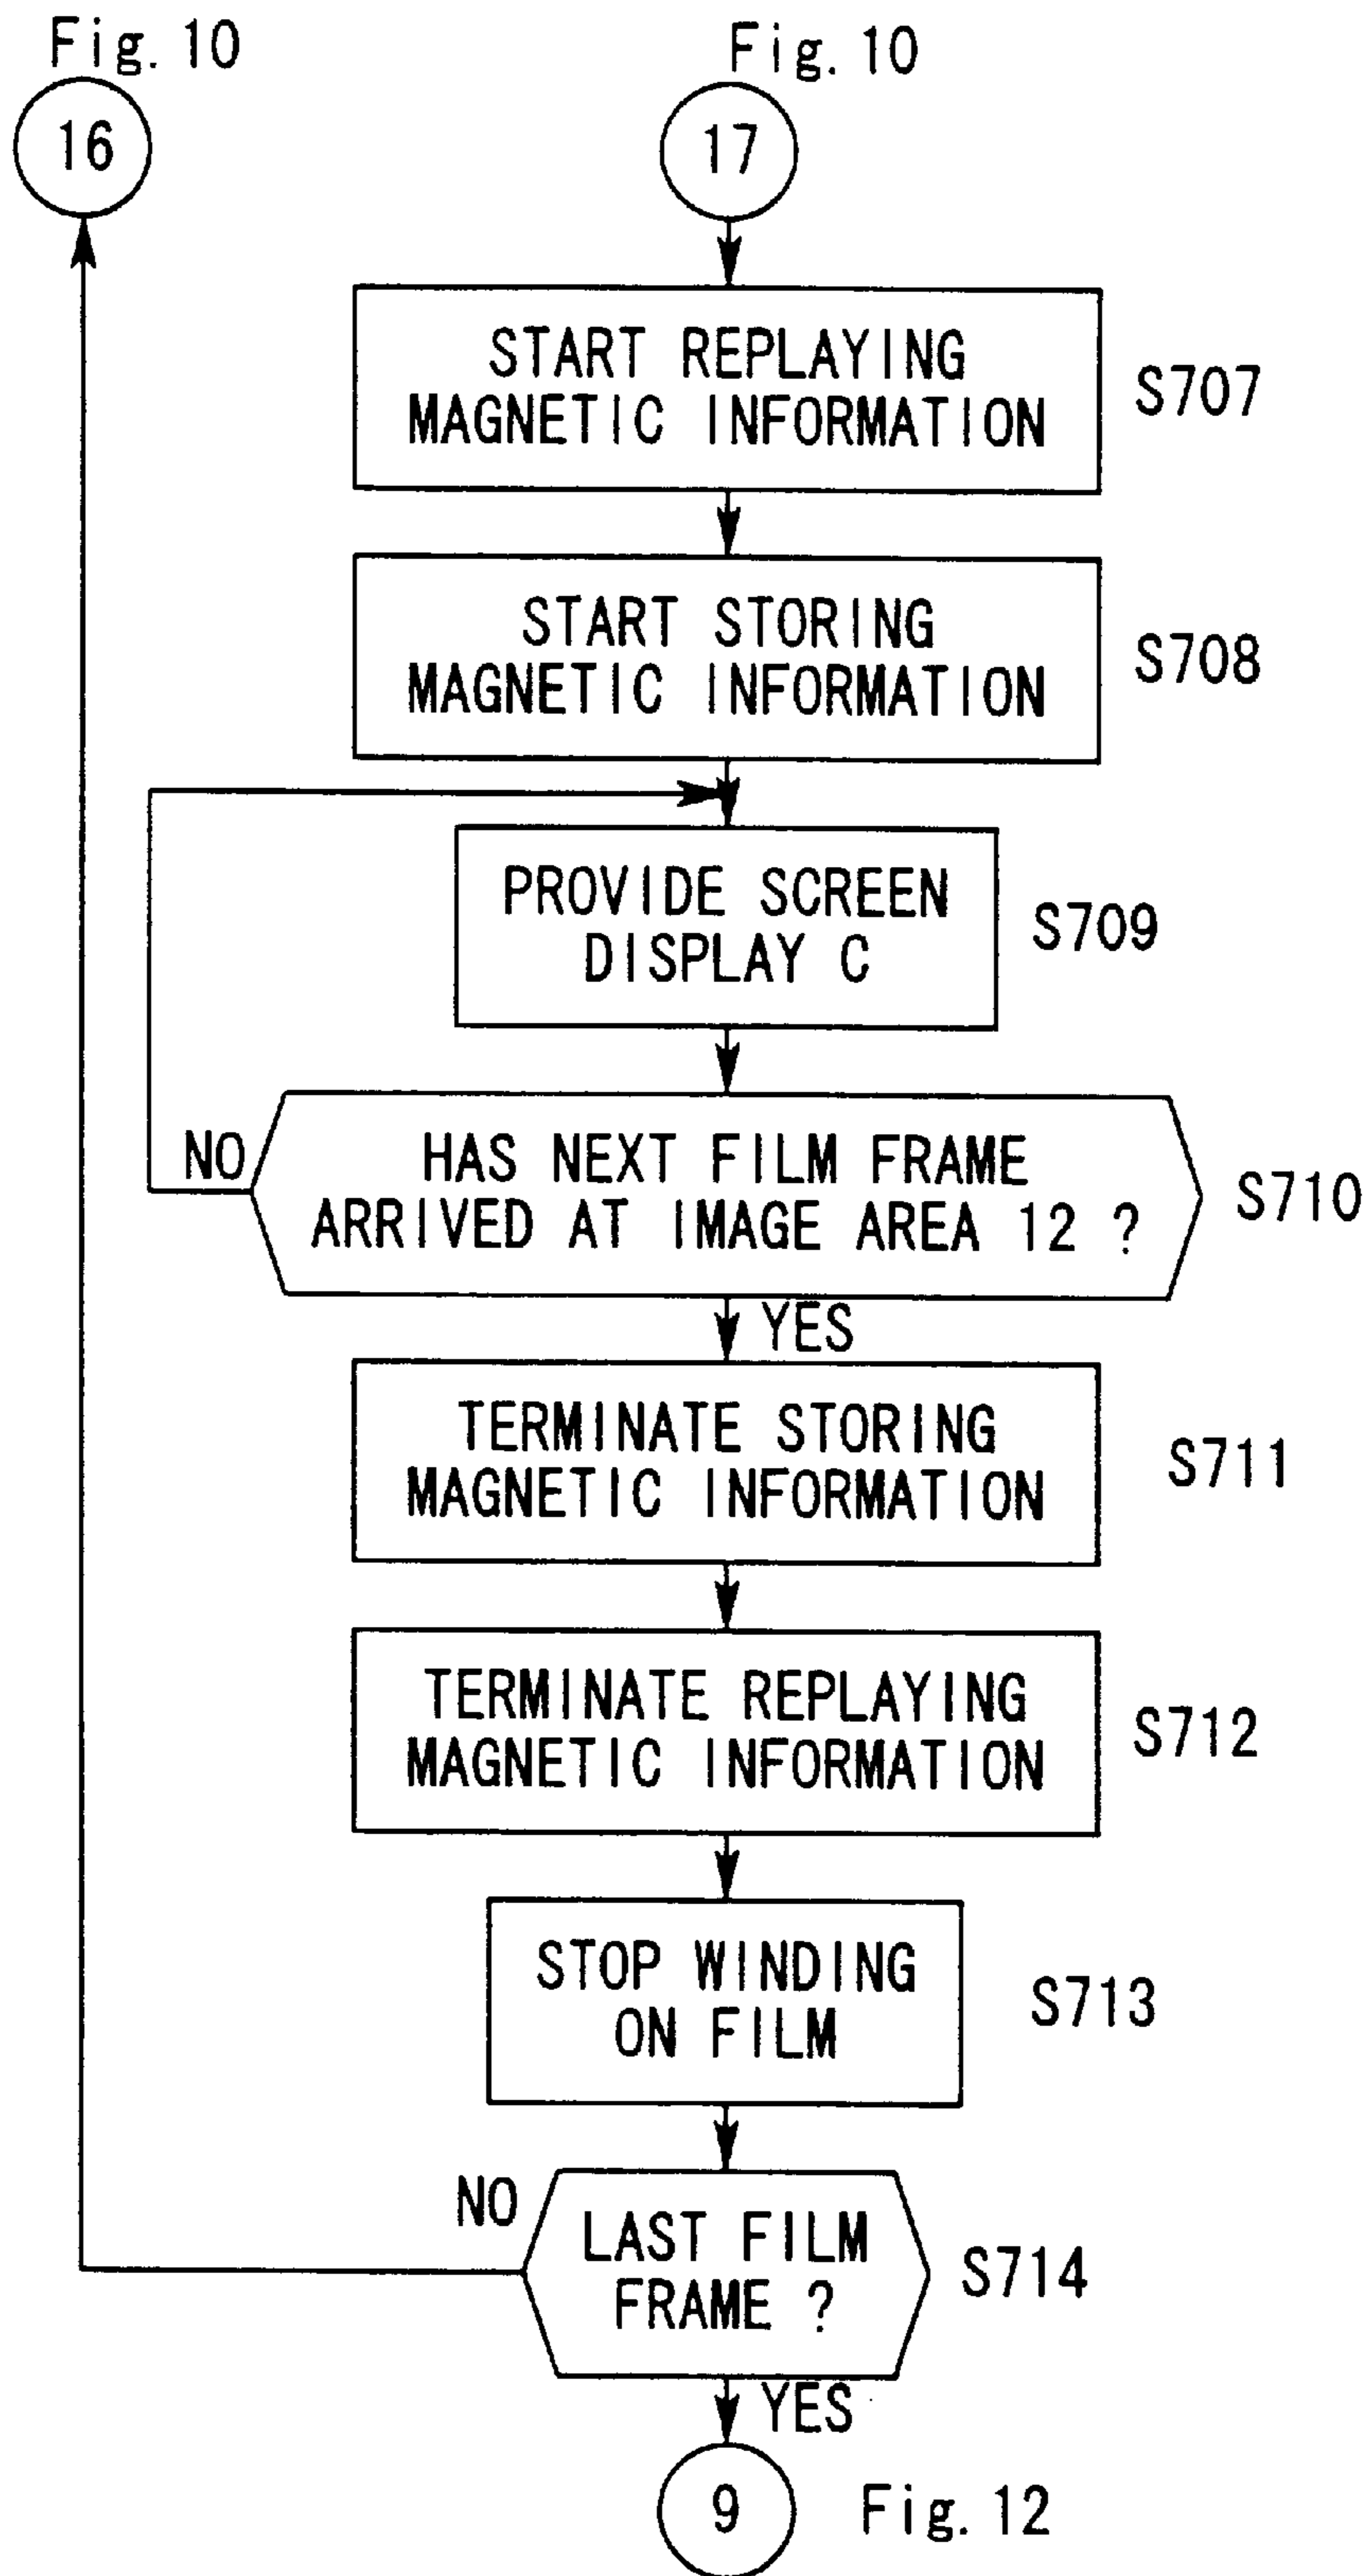 Fig. 10
16
Fig. 10
17
START REPLAYING
MAGNETIC INFORMATION
S707
START STORING
MAGNETIC INFORMATION
S708
PROVIDE SCREEN
DISPLAY C
S709
NO
HAS NEXT FILM FRAME
ARRIVED AT IMAGE AREA 12 ?
S710
YES
TERMINATE STORING
MAGNETIC INFORMATION
S711
TERMINATE REPLAYING
MAGNETIC INFORMATION
S712
STOP WINDING
ON FILM
S713
NO
LAST FILM
FRAME ?
S714
YES
9
Fig. 12